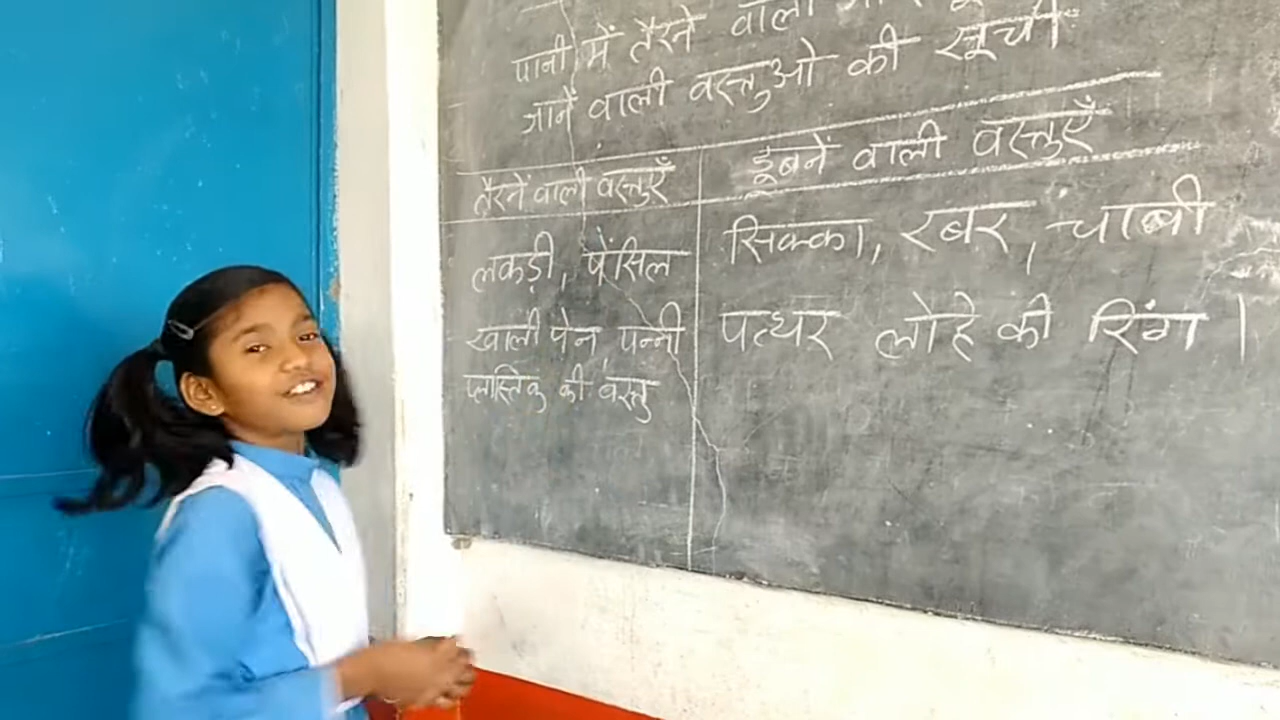 पानी में तैरने वाली
जानें वाली वस्तुओ की सूची
तैरनें वाली वस्तुएँ
डूबनें वाली वस्तुएँ
लकड़ी, पेंसिल
खाली पेन, पन्नी
प्लास्तिक की वस्तु
सिक्का, रबर, चाब्बी
पत्थर लोहे की रिंग ।